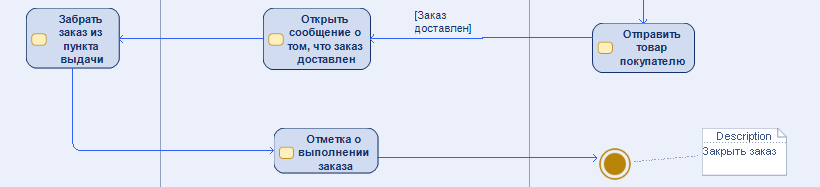 Забрать
заказ из
пункта
выдачи
Открыть
сообщение о
том, что заказ
доставлен
[Заказ
доставлен]
Отправить
товар
покупателю
Отметка о
выполнении
заказа
Description
Закрыть заказ